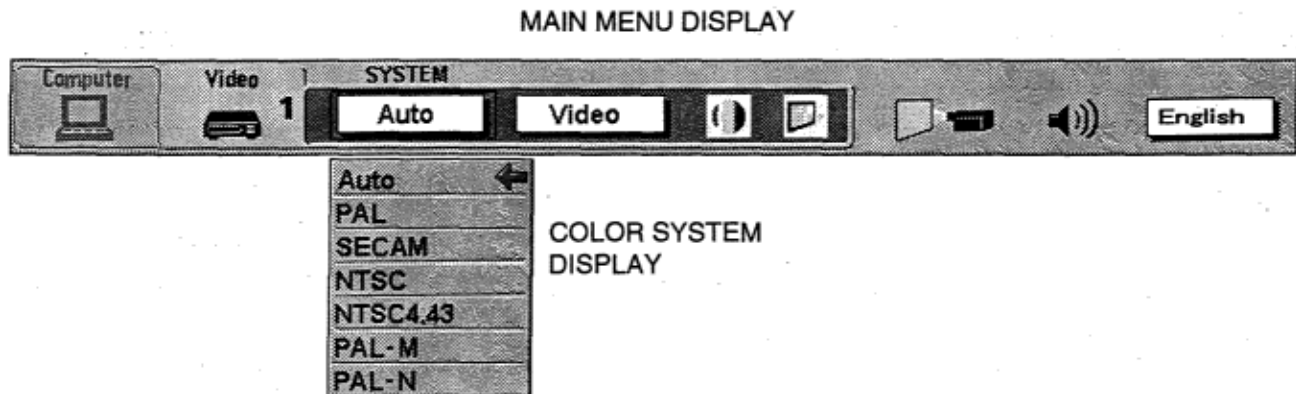 MAIN MENU DISPLAY
Computer Video SYSTEM
1 Auto Video English
Auto
PAL
SECAM
NTSC
NTSC4.43
PAL-M
PAL-N
COLOR SYSTEM
DISPLAY